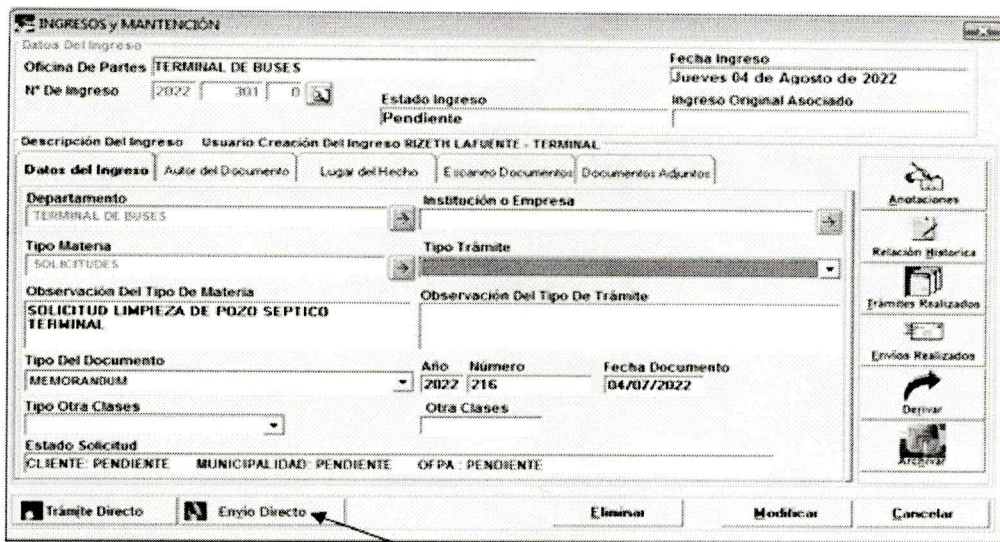 INGRESOS y MANTENCIÓN
Datos Del Ingreso
Oficina De Partes TERMINAL DE BUSES
Fecha Ingreso
Jueves 04 de Agosto de 2022
N° De Ingreso 2022 301 0
Estado Ingreso
Pendiente
Ingreso Original Asociado
Descripción Del Ingreso Usuario Creación Del Ingreso RIZETH LAFUENTE - TERMINAL
Datos del Ingreso Autor del Documento Lugar del Hecho Escaneo Documentos Documentos Adjuntos
Departamento
TERMINAL DE BUSES
Institución o Empresa
Tipo Materia
SOLICITUDES
Tipo Trámite
Observación Del Tipo De Materia
SOLICITUD LIMPIEZA DE POZO SEPTICO
TERMINAL
Observación Del Tipo De Trámite
Tipo Del Documento
MEMORANDUM
Año Número Fecha Documento
2022 216 04/07/2022
Tipo Otra Clases
Otra Clases
Estado Solicitud
CLIENTE: PENDIENTE MUNICIPALIDAD: PENDIENTE OFPA : PENDIENTE
Anotaciones
Relación Historica
Trámites Realizados
Envíos Realizados
Derivar
Archivar
Trámite Directo Envio Directo Eliminar Modificar Cancelar